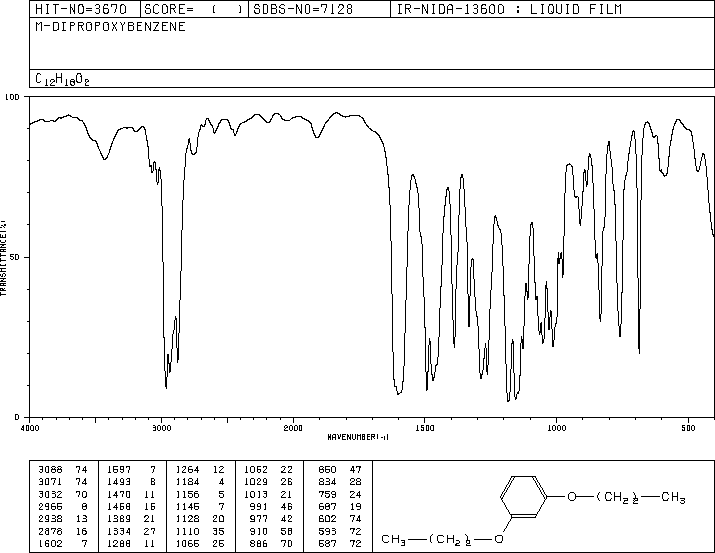 HIT-NO=3670 SCORE= ( ) SDBS-NO=7128 IR-NIDA-13600 : LIQUID FILM
M-DIPROPOXYBENZENE
C12H18O2
100
50
0
TRANSMITTANCE(%)
4000 3000 2000 1500 1000 500
WAVENUMBER(-1)
3088 74 1597 7 1264 12 1052 22 850 47
3071 74 1493 8 1184 4 1029 26 834 28
3032 70 1470 11 1156 5 1013 21 759 24
2965 8 1458 16 1145 7 991 46 687 19
2938 13 1389 21 1128 20 977 42 602 74
2878 16 1334 27 1110 35 910 58 593 72
1602 7 1288 11 1065 26 886 70 587 72
O—(CH2)2—CH3
CH3—(CH2)2—O